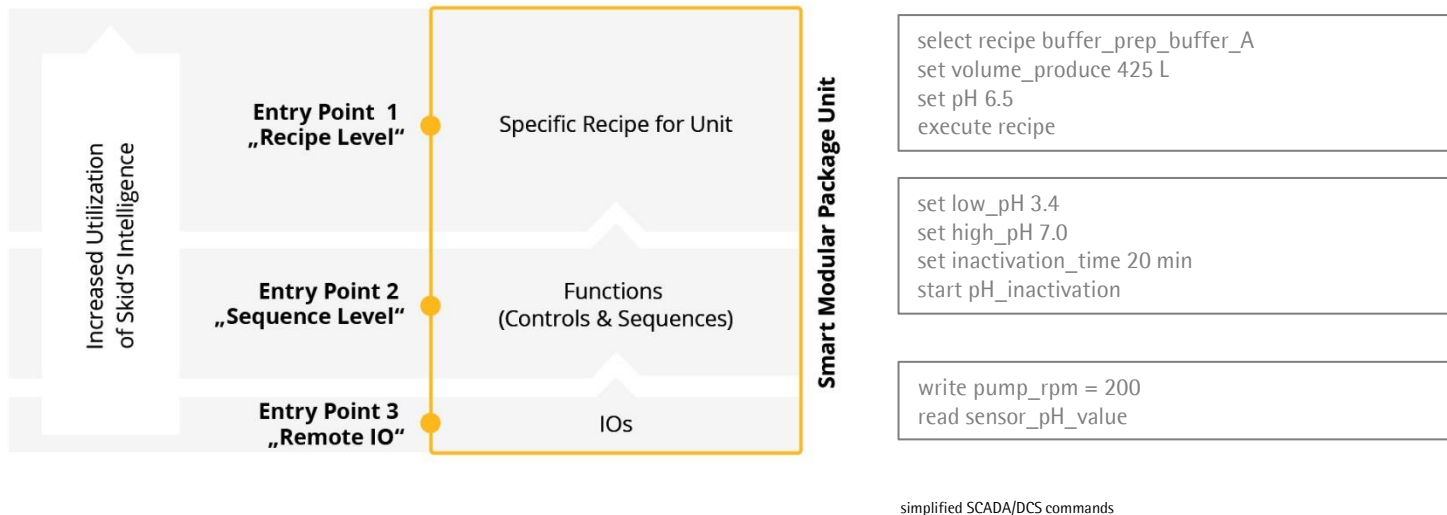 Increased Utilization
of Skid'S Intelligence
Entry Point 1
„Recipe Level“
Specific Recipe for Unit
Entry Point 2
„Sequence Level“
Functions
(Controls & Sequences)
Entry Point 3
„Remote IO“
IOs
Smart Modular Package Unit
select recipe buffer_prep_buffer_A
set volume_produce 425 L
set pH 6.5
execute recipe
set low_pH 3.4
set high_pH 7.0
set inactivation_time 20 min
start pH_inactivation
write pump_rpm = 200
read sensor_pH_value
simplified SCADA/DCS commands